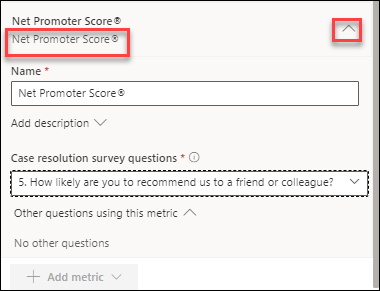 Net Promoter Score®
Net Promoter Score®
Name *
Net Promoter Score®
Add description
Case resolution survey questions *
5. How likely are you to recommend us to a friend or colleague?
Other questions using this metric
No other questions
Add metric